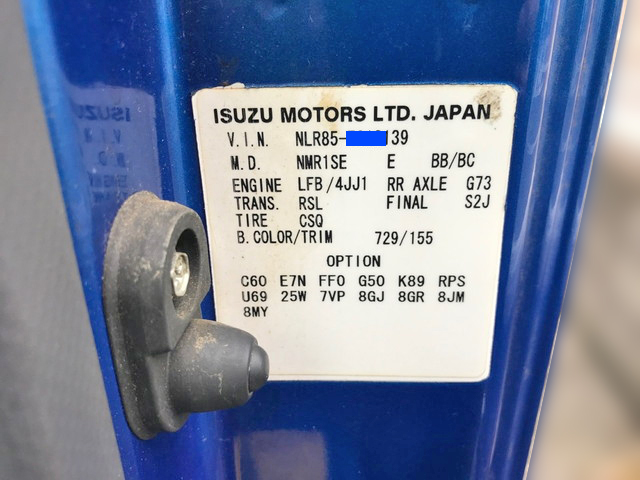 ISUZU MOTORS LTD. JAPAN
V.I.N. NLR85- 39
M.D. NMR1SE E BB/BC
ENGINE LFB/4JJ1 RR AXLE G73
TRANS. RSL FINAL S2J
TIRE CSQ
B.COLOR/TRIM 729/155
OPTION
C60 E7N FF0 G50 K89 RPS
U69 25W 7VP 8GJ 8GR 8JM
8MY